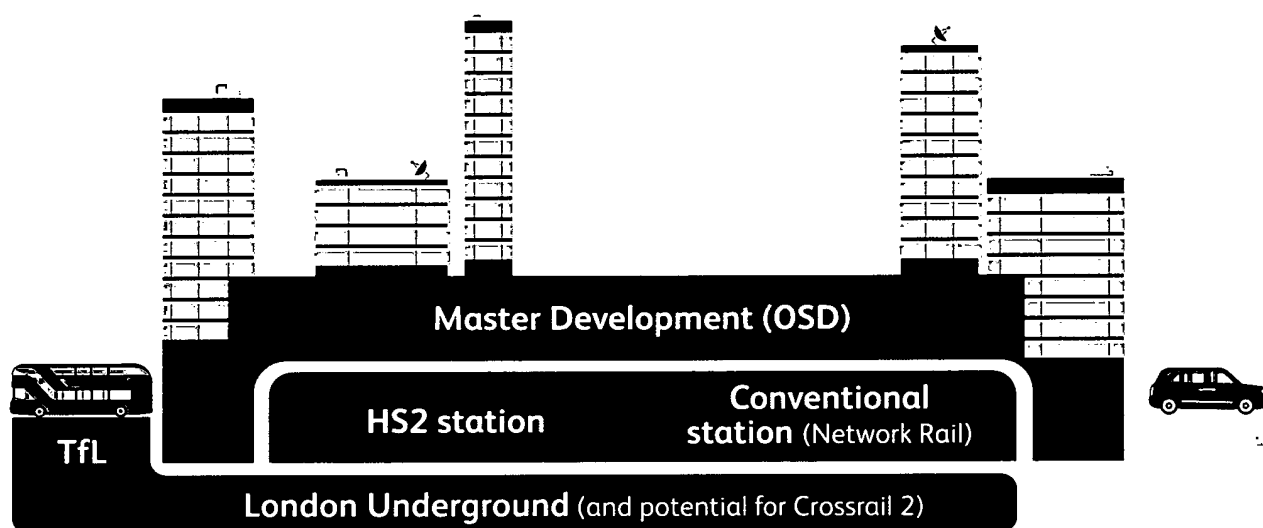 Master Development (OSD)
HS2 station
Conventional
station (Network Rail)
TfL
London Underground (and potential for Crossrail 2)